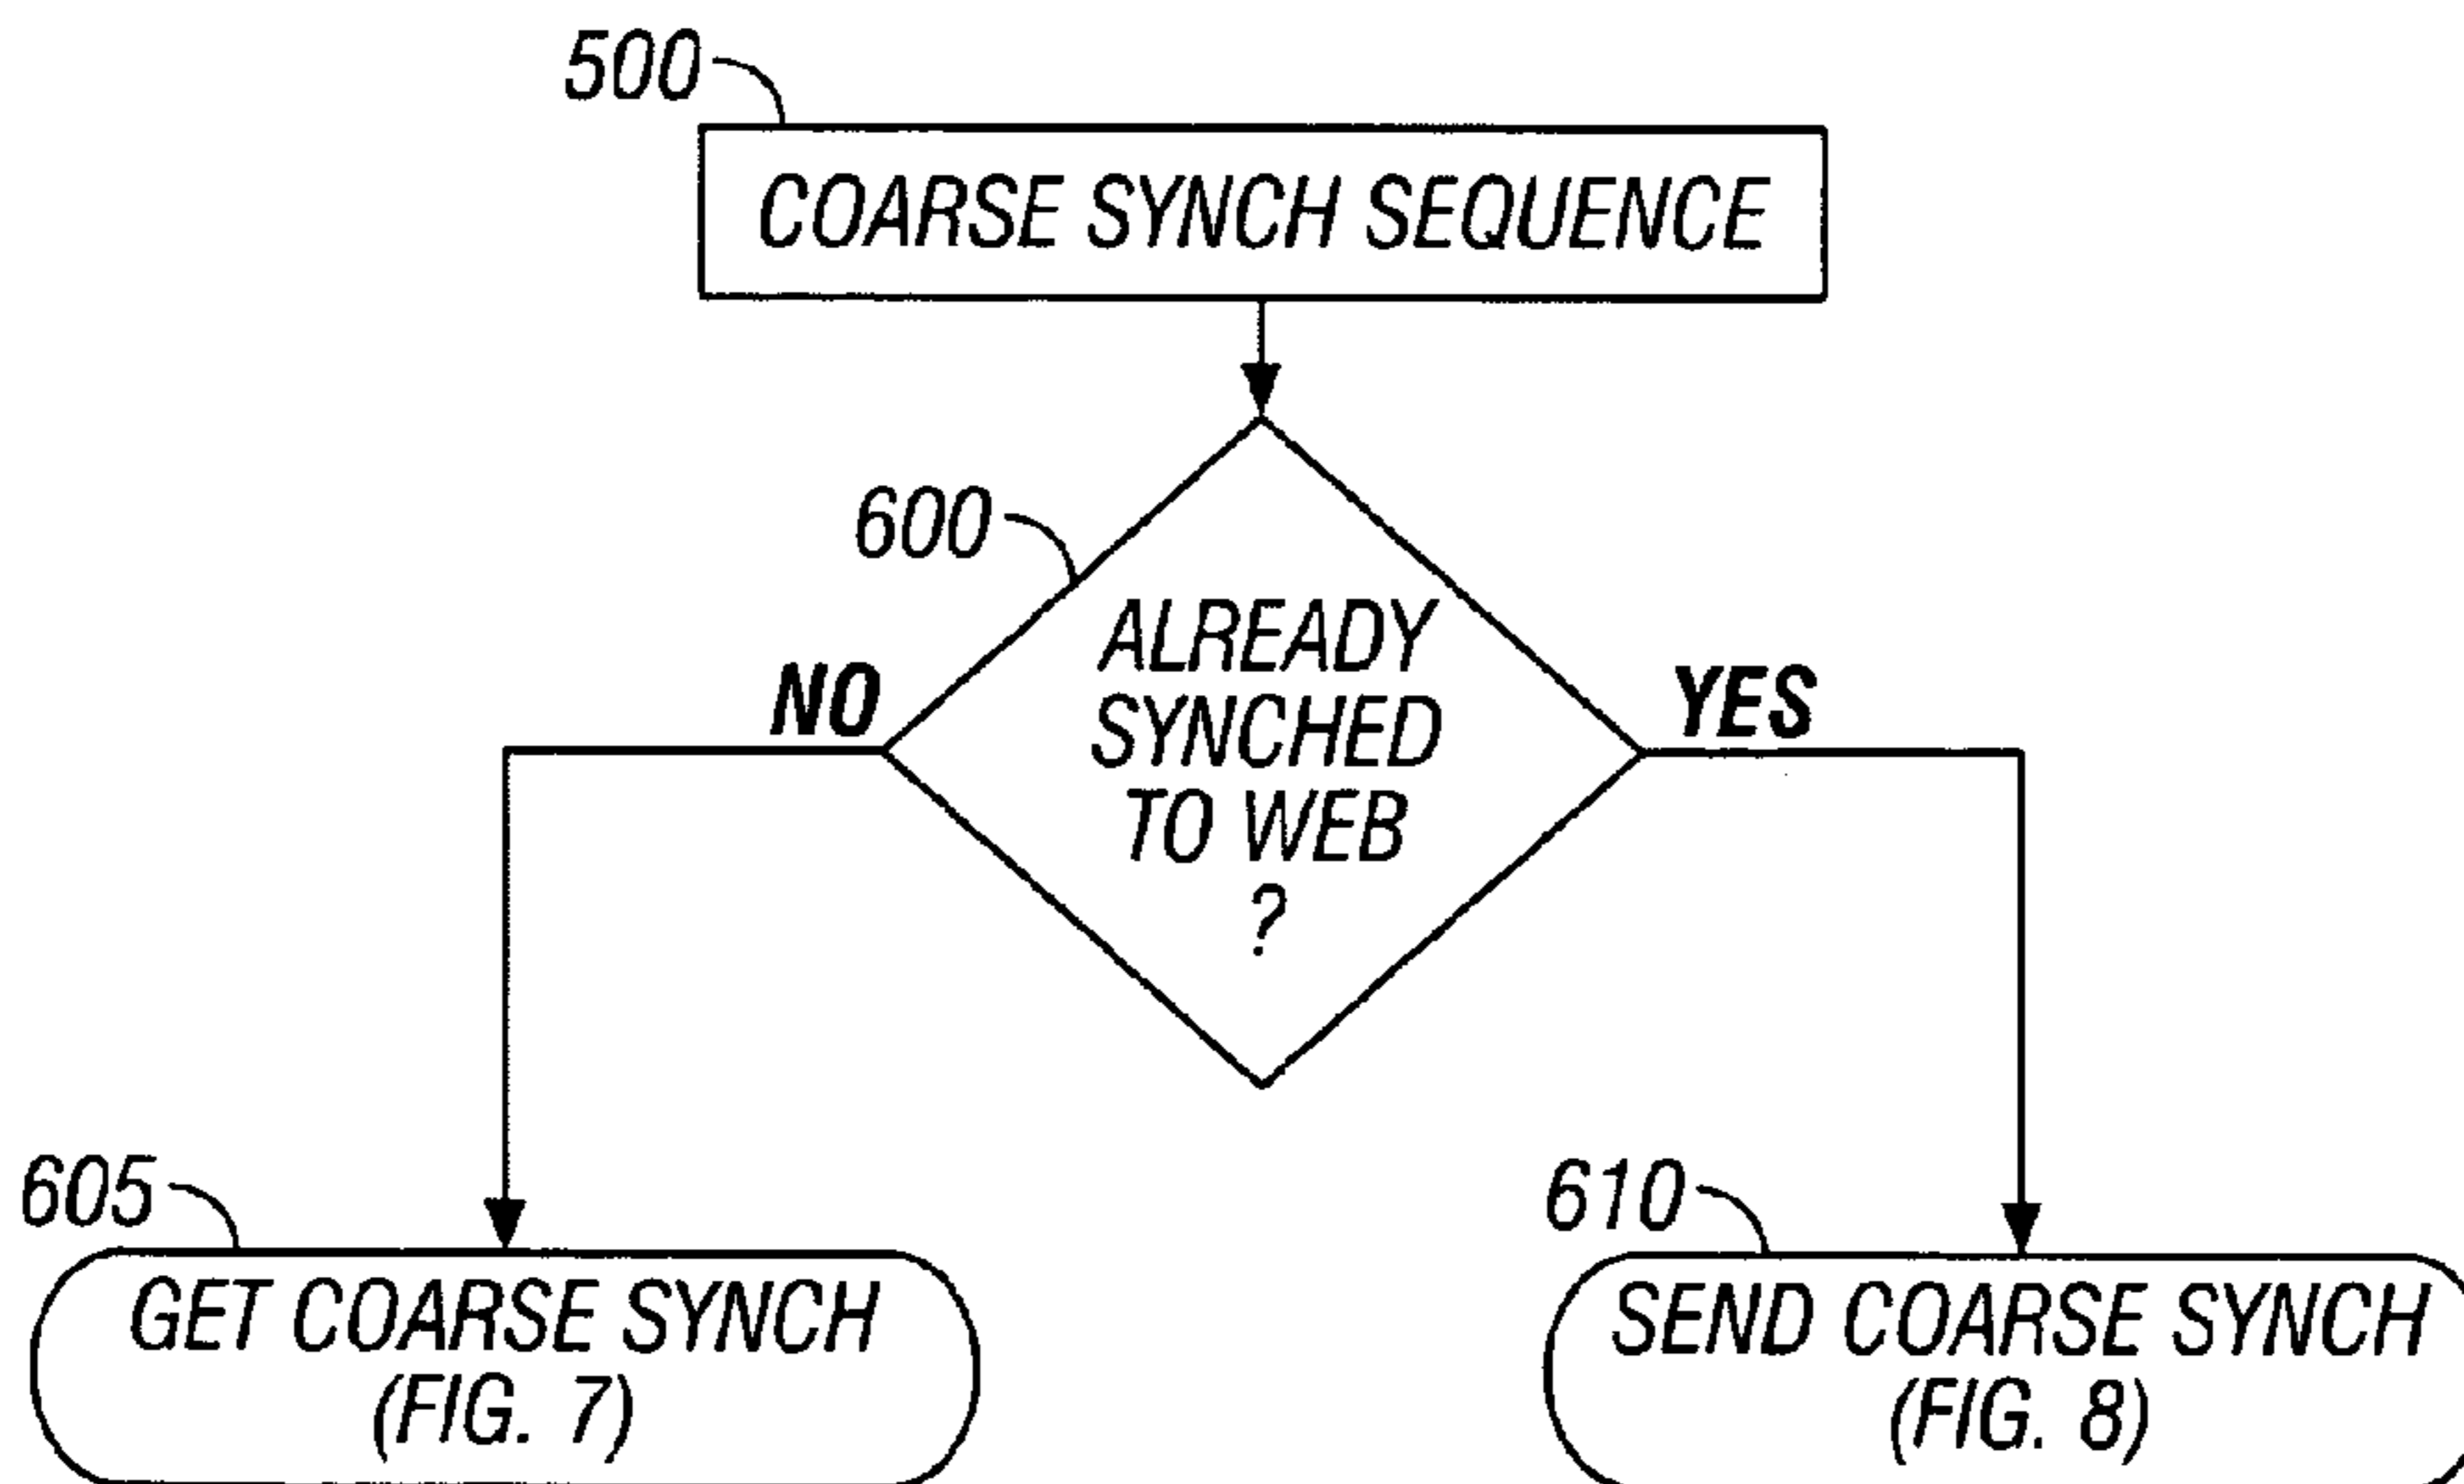 500
COARSE SYNCH SEQUENCE
600
ALREADY
SYNCHED
TO WEB
?
NO
YES
605
GET COARSE SYNCH
(FIG. 7)
610
SEND COARSE SYNCH
(FIG. 8)